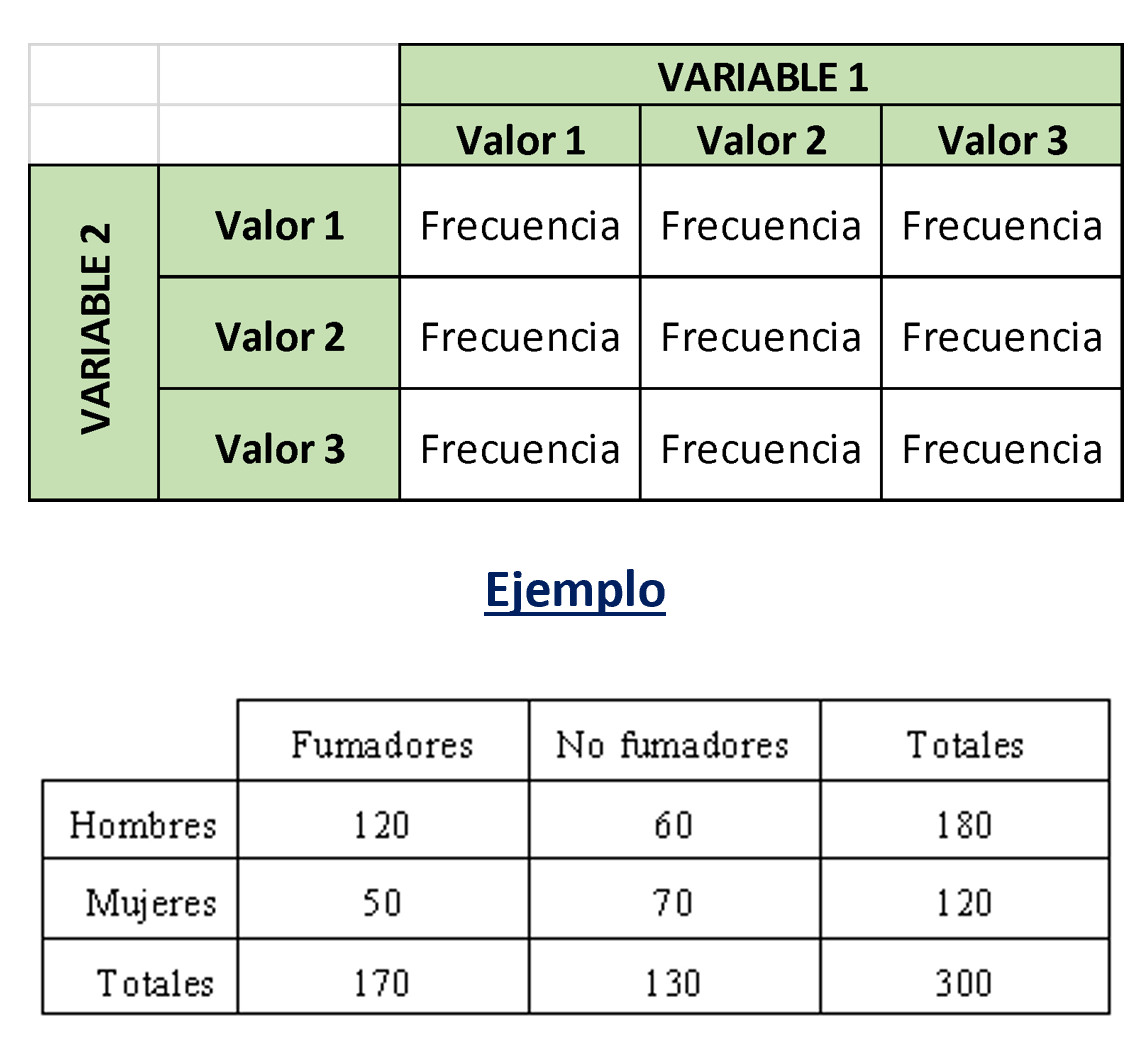 VARIABLE 1
Valor 1 Valor 2 Valor 3
VARIABLE 2
Valor 1 Frecuencia Frecuencia Frecuencia
Valor 2 Frecuencia Frecuencia Frecuencia
Valor 3 Frecuencia Frecuencia Frecuencia
Ejemplo
Fumadores No fumadores Totales
Hombres 120 60 180
Mujeres 50 70 120
Totales 170 130 300